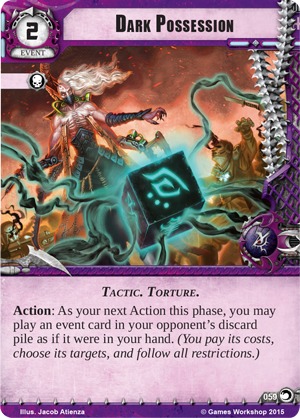 2
EVENT
DARK POSSESSION
TACTIC. TORTURE.
Action: As your next Action this phase, you may
play an event card in your opponent's discard
pile as if it were in your hand. (You pay its costs,
choose its targets, and follow all restrictions.)
059
Illus. Jacob Atienza
© Games Workshop 2015